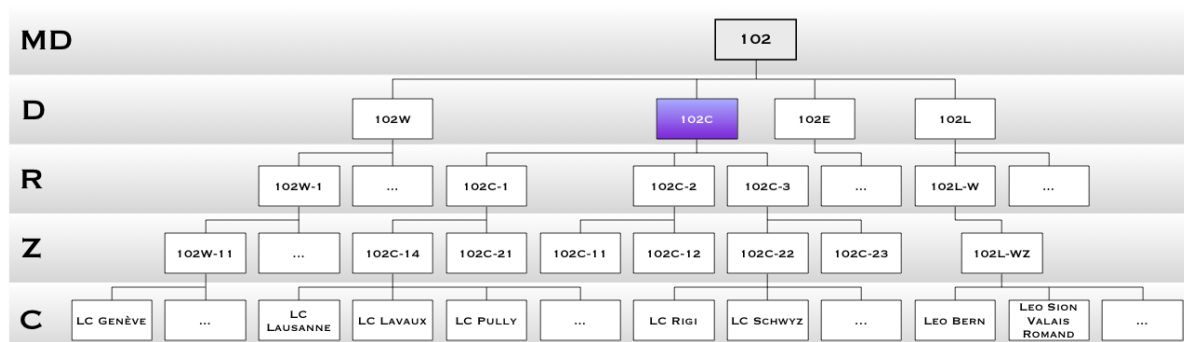 MD
102
D
102W
102C
102E
102L
R
102W-1
...
102C-1
102C-2
102C-3
...
102L-W
...
Z
102W-11
...
102C-14
102C-21
102C-11
102C-12
102C-22
102C-23
102L-WZ
C
LC Genève
...
LC
Lausanne
LC Lavaux
LC Pully
...
LC Rigi
LC Schwyz
...
Leo Bern
Leo Sion
Valais
Romand
...